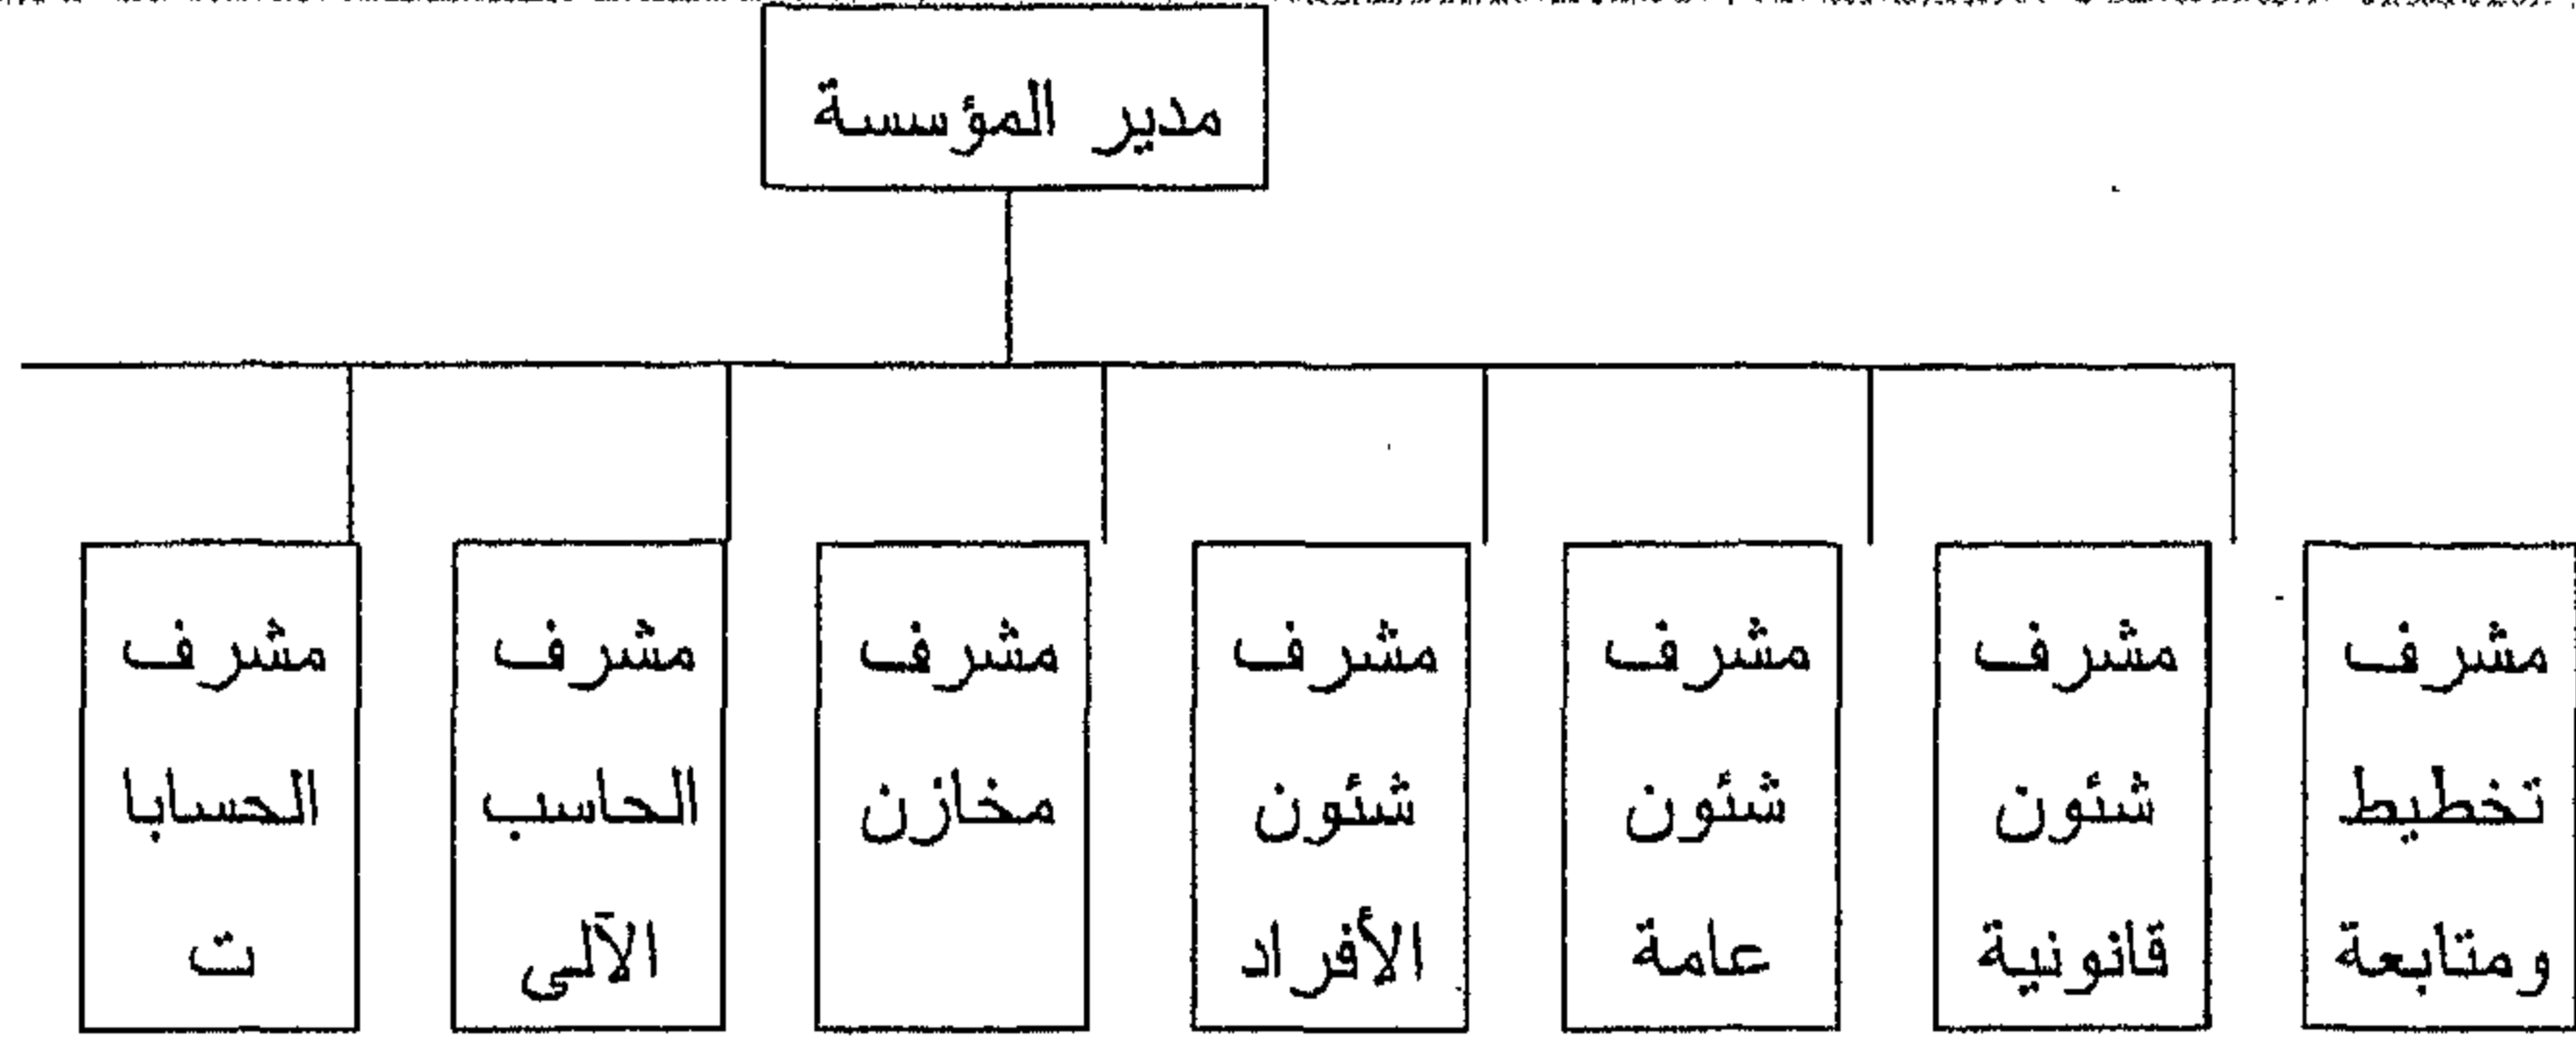 مدير المؤسسة
مشرف
تخطيط
ومتابعة
مشرف
شئون
قانونية
مشرف
شئون
عامة
مشرف
شئون
الأفراد
مشرف
مخازن
مشرف
الحاسب
الآلى
مشرف
الحسابا
ت